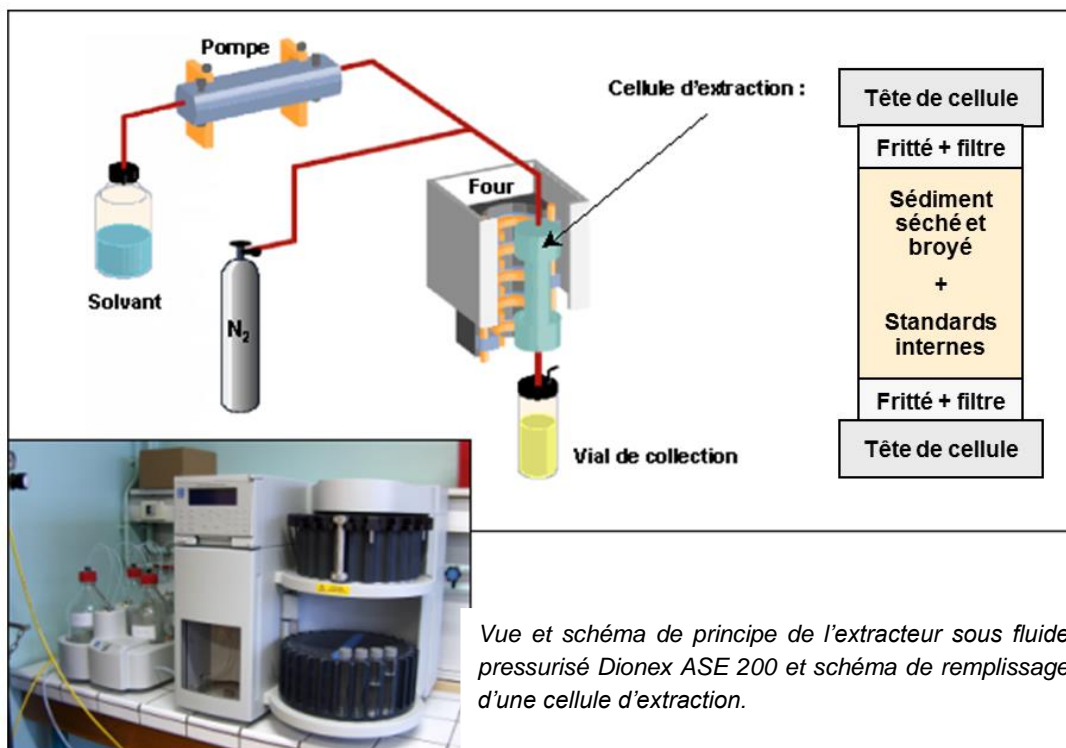 Pompe
Cellule d'extraction :
Tête de cellule
Fritté + filtre
Four
Sédiment
séché et
broyé
+
Standards
internes
Solvant
N₂
Fritté + filtre
Vial de collection
Tête de cellule
Vue et schéma de principe de l'extracteur sous fluide
pressurisé Dionex ASE 200 et schéma de remplissage
d'une cellule d'extraction.